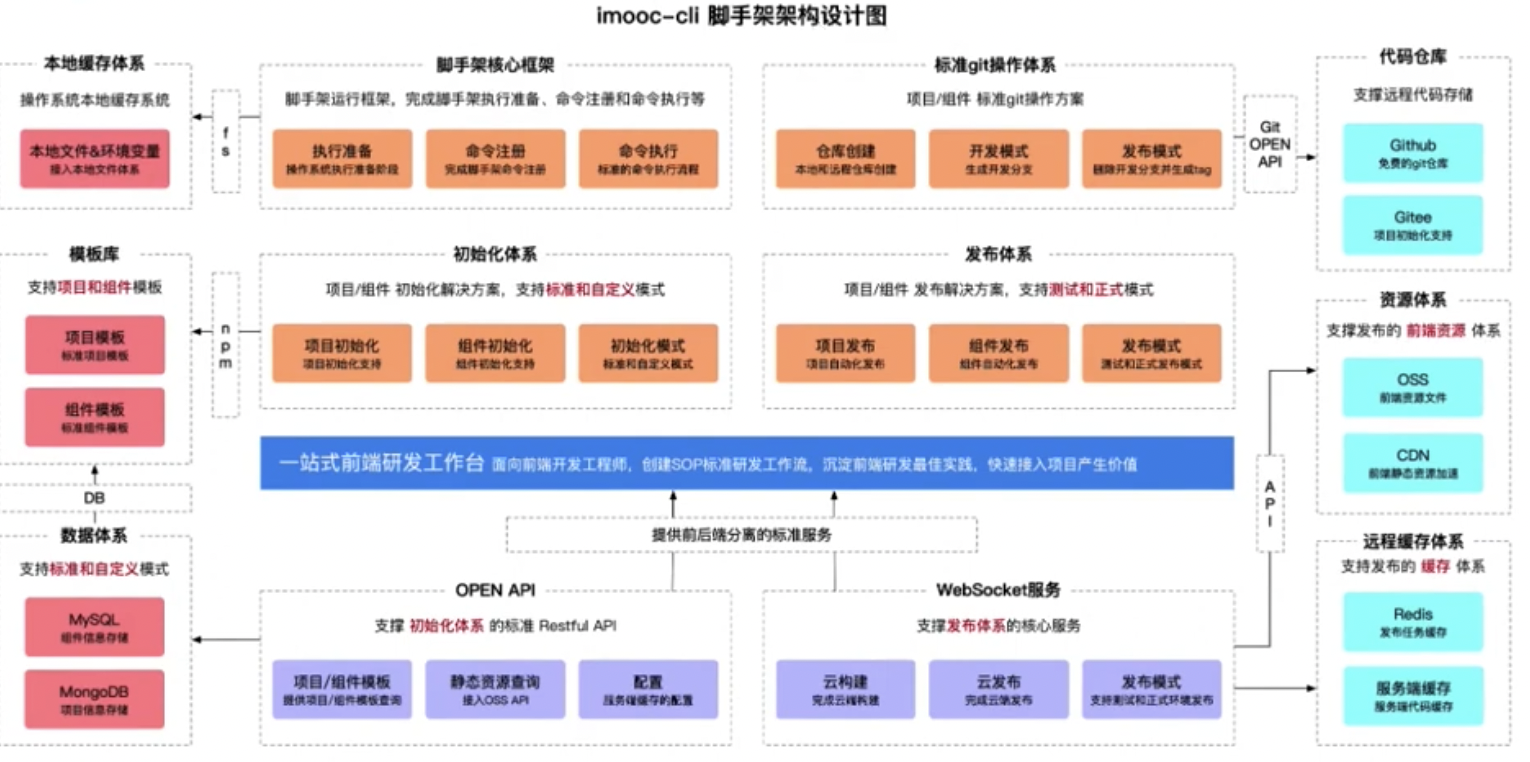 imooc-cli 脚手架架构设计图
本地缓存体系
操作系统本地缓存系统
本地文件&环境变量
接入本地文件体系
fs
脚手架核心框架
脚手架运行框架，完成脚手架执行准备、命令注册和命令执行等
执行准备
操作系统执行准备阶段
命令注册
完成脚手架命令注册
命令执行
标准的命令执行流程
标准git操作体系
项目/组件 标准git操作方案
仓库创建
本地和远程仓库创建
开发模式
生成开发分支
发布模式
删除开发分支并生成tag
Git
OPEN
API
代码仓库
支撑远程代码存储
Github
免费的git仓库
Gitee
项目初始化支持
模板库
支持项目和组件模板
项目模板
标准项目模板
组件模板
标准组件模板
npm
初始化体系
项目/组件 初始化解决方案，支持标准和自定义模式
项目初始化
项目初始化支持
组件初始化
组件初始化支持
初始化模式
标准和自定义模式
发布体系
项目/组件 发布解决方案，支持测试和正式模式
项目发布
项目自动化发布
组件发布
组件自动化发布
发布模式
测试和正式发布模式
资源体系
支撑发布的 前端资源 体系
OSS
前端资源文件
CDN
前端静态资源加速
一站式前端研发工作台 面向前端开发工程师，创建SOP标准研发工作流，沉淀前端研发最佳实践，快速接入项目产生价值
DB
提供前后端分离的标准服务
API
数据体系
支持标准和自定义模式
MySQL
组件信息存储
MongoDB
项目信息存储
OPEN API
支撑 初始化体系 的标准 Restful API
项目/组件模板
提供项目/组件模板查询
静态资源查询
接入OSS API
配置
服务端缓存的配置
WebSocket服务
支撑发布体系的核心服务
云构建
完成云端构建
云发布
完成云端发布
发布模式
支持测试和正式环境发布
远程缓存体系
支持发布的 缓存 体系
Redis
发布任务缓存
服务端缓存
服务端代码缓存